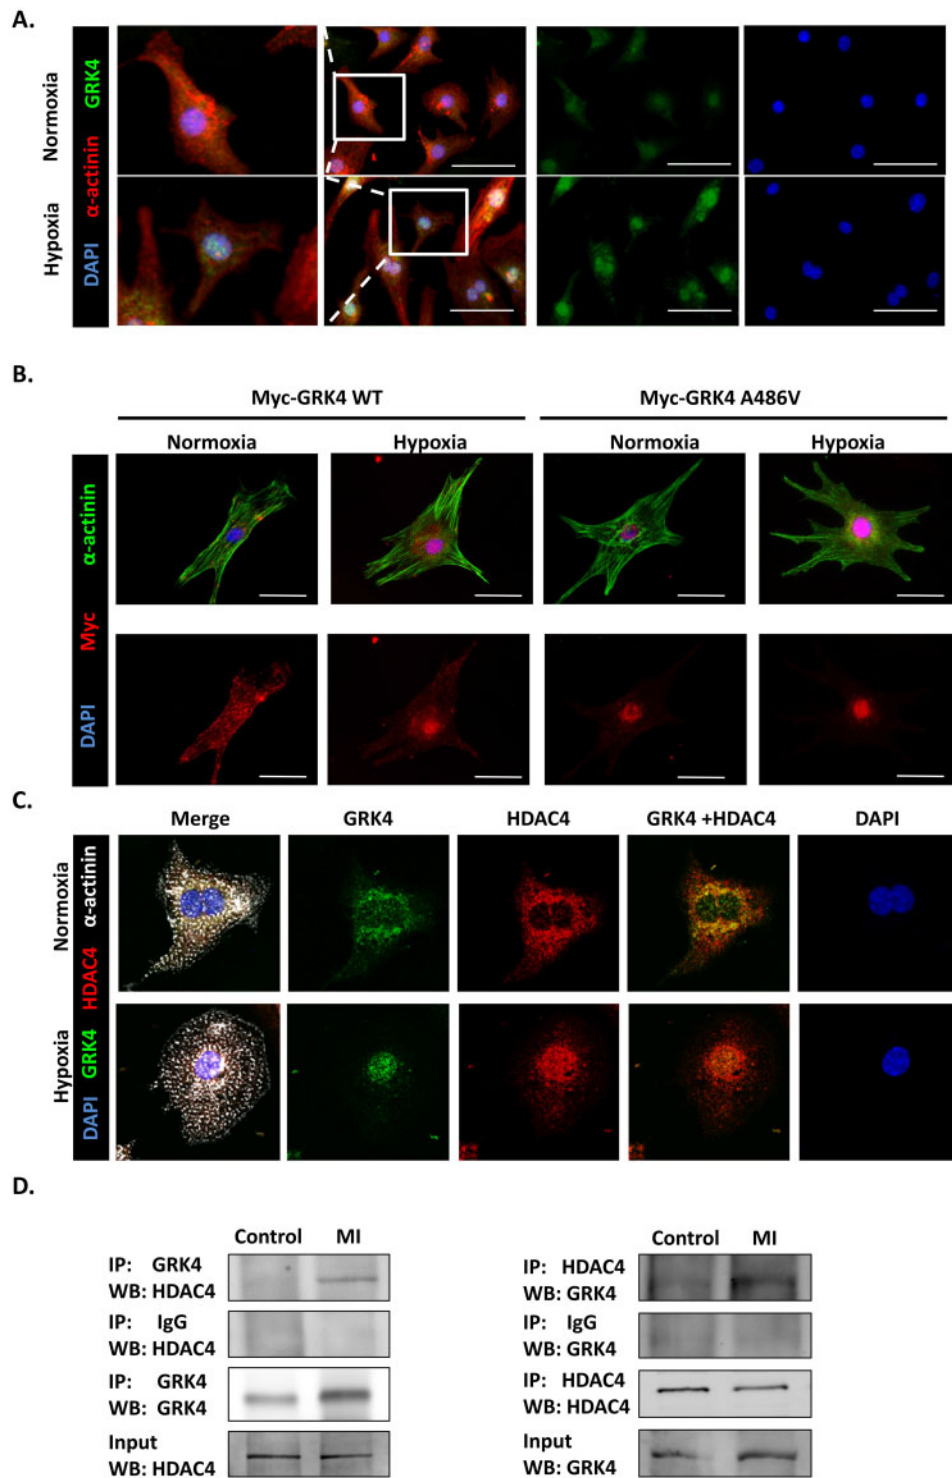 A.
Normoxia
Hypoxia
DAPI α-actinin GRK4
B.
Myc-GRK4 WT Myc-GRK4 A486V
Normoxia Hypoxia Normoxia Hypoxia
DAPI Myc α-actinin
C.
Merge GRK4 HDAC4 GRK4 +HDAC4 DAPI
Normoxia
Hypoxia
DAPI GRK4 HDAC4 α-actinin
D.
Control MI
IP: GRK4
WB: HDAC4
IP: IgG
WB: HDAC4
IP: GRK4
WB: GRK4
Input
WB: HDAC4
Control MI
IP: HDAC4
WB: GRK4
IP: IgG
WB: GRK4
IP: HDAC4
WB: HDAC4
Input
WB: GRK4